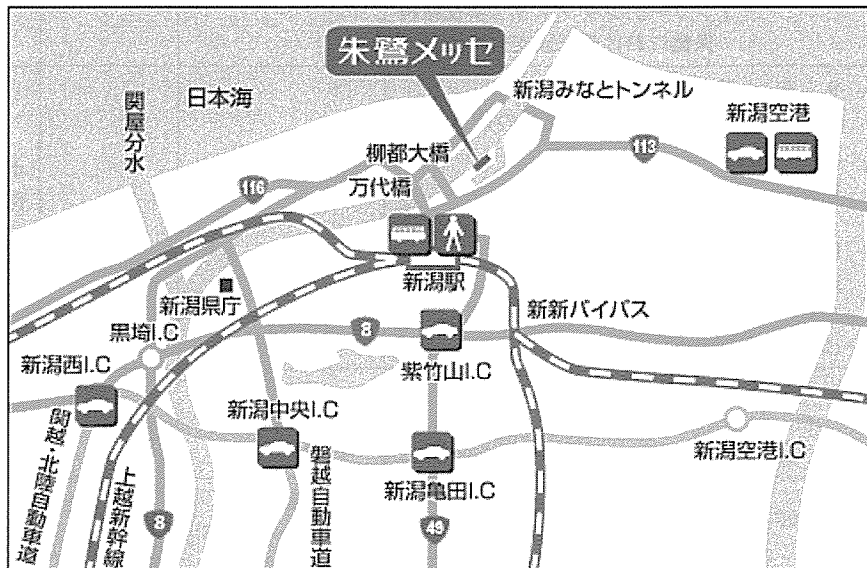 朱鷺メッセ
新潟みなとトンネル
日本海
関屋分水
新潟空港
柳都大橋
113
116
万代橋
新潟駅
新潟県庁
新新バイパス
黒埼I.C
8
新潟西I.C
紫竹山I.C
新潟中央I.C
新潟空港I.C
新潟亀田I.C
関越・北陸自動車道
上越新幹線
磐越自動車道
8
49